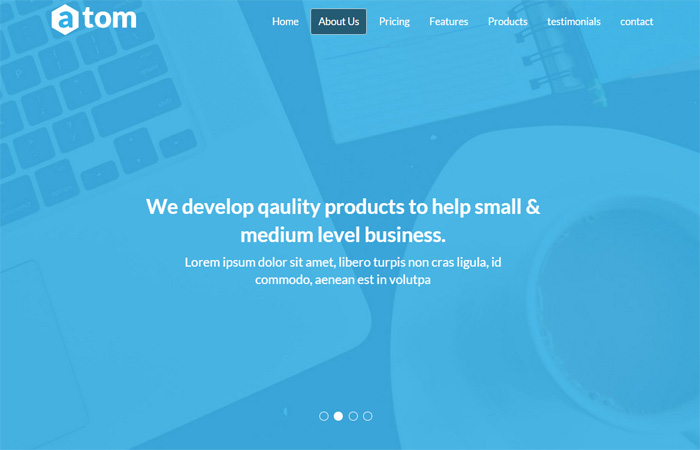 atom
Home About Us Pricing Features Products testimonials contact
We develop qaulity products to help small &
medium level business.
Lorem ipsum dolor sit amet, libero turpis non cras ligula, id
commodo, aenean est in volutpa